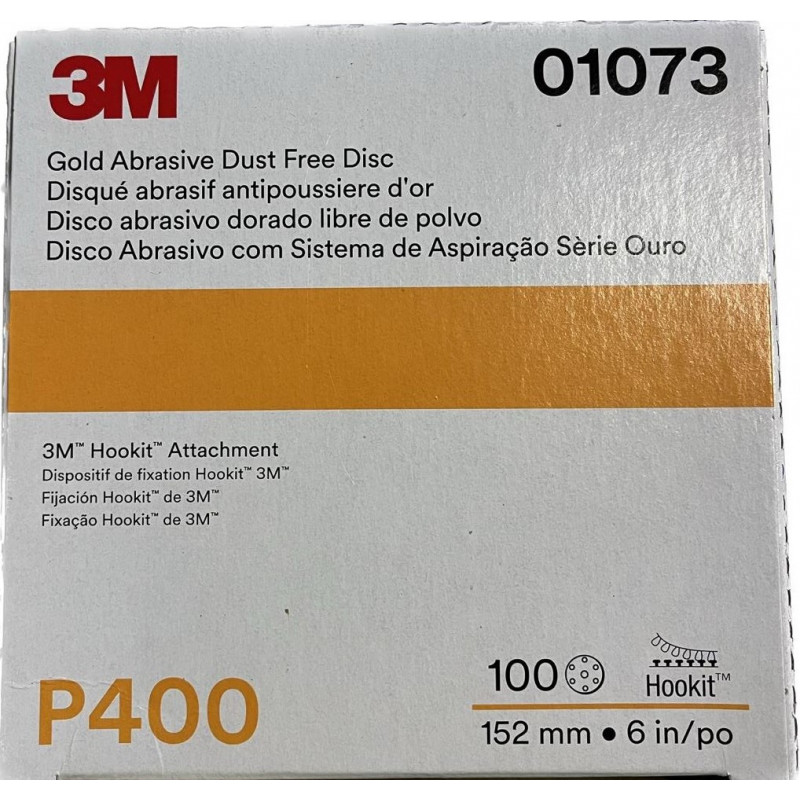 3M
01073
Gold Abrasive Dust Free Disc
Disqué abrasif antipoussiere d'or
Disco abrasivo dorado libre de polvo
Disco Abrasivo com Sistema de Aspiração Sèrie Ouro
3M™ Hookit™ Attachment
Dispositif de fixation Hookit™ 3M™
Fijación Hookit™ de 3M™
Fixação Hookit™ de 3M™
P400
100
Hookit™
152 mm • 6 in/po